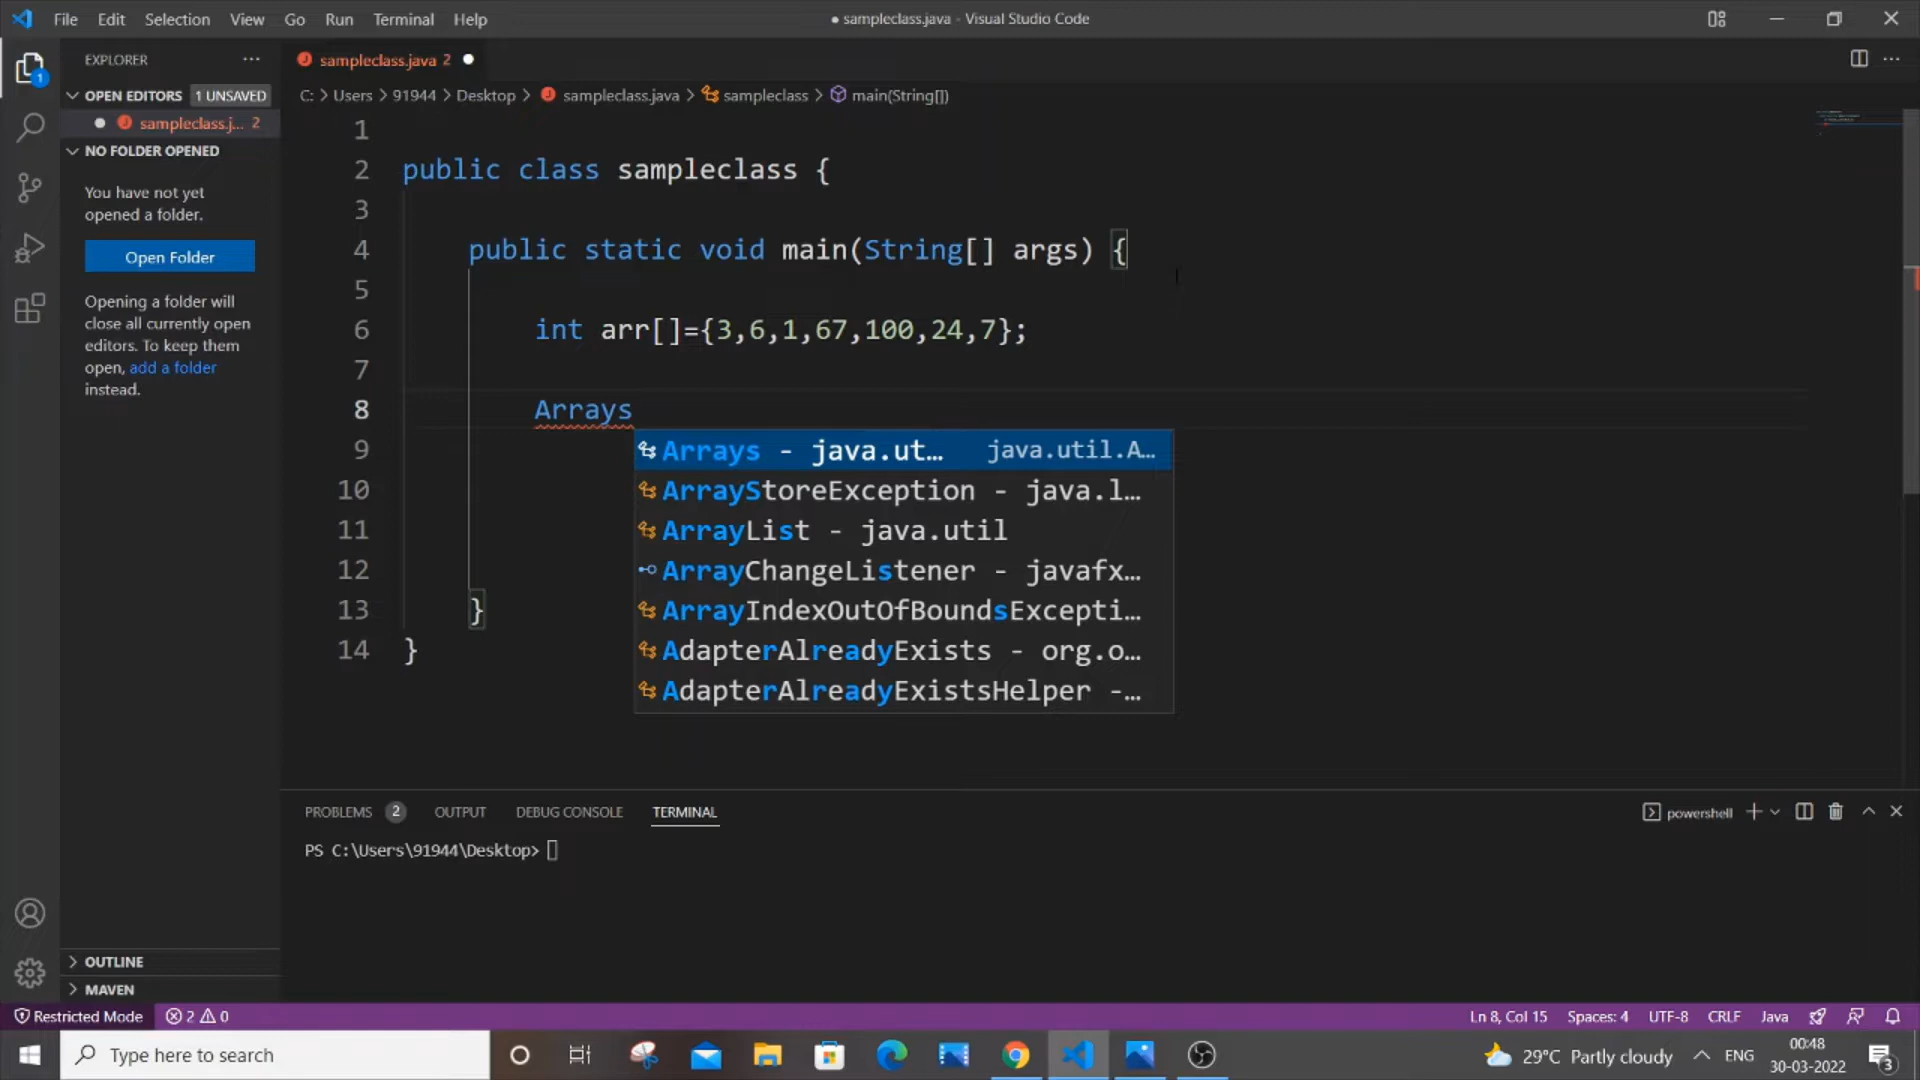 File Edit Selection View Go Run Terminal Help
● sampleclass.java - Visual Studio Code
EXPLORER
1
OPEN EDITORS 1 UNSAVED
sampleclass.j... 2
NO FOLDER OPENED
You have not yet
opened a folder.
Open Folder
Opening a folder will
close all currently open
editors. To keep them
open, add a folder
instead.
OUTLINE
MAVEN
sampleclass.java 2
C: > Users > 91944 > Desktop > sampleclass.java > sampleclass > main(String[])
1
2 public class sampleclass {
3
4 public static void main(String[] args) {
5
6 int arr[]={3,6,1,67,100,24,7};
7
8 Arrays
9
10
11
12
13 }
14 }
Arrays - java.ut... java.util.A...
ArrayStoreException - java.l...
ArrayList - java.util
ArrayChangeListener - javafx...
ArrayIndexOutOfBoundsExcepti...
AdapterAlreadyExists - org.o...
AdapterAlreadyExistsHelper -...
PROBLEMS 2 OUTPUT DEBUG CONSOLE TERMINAL
powershell
PS C:\Users\91944\Desktop>
Restricted Mode 2 0
Ln 8, Col 15 Spaces: 4 UTF-8 CRLF Java
Type here to search
29°C Partly cloudy ENG
00:48
30-03-2022
3